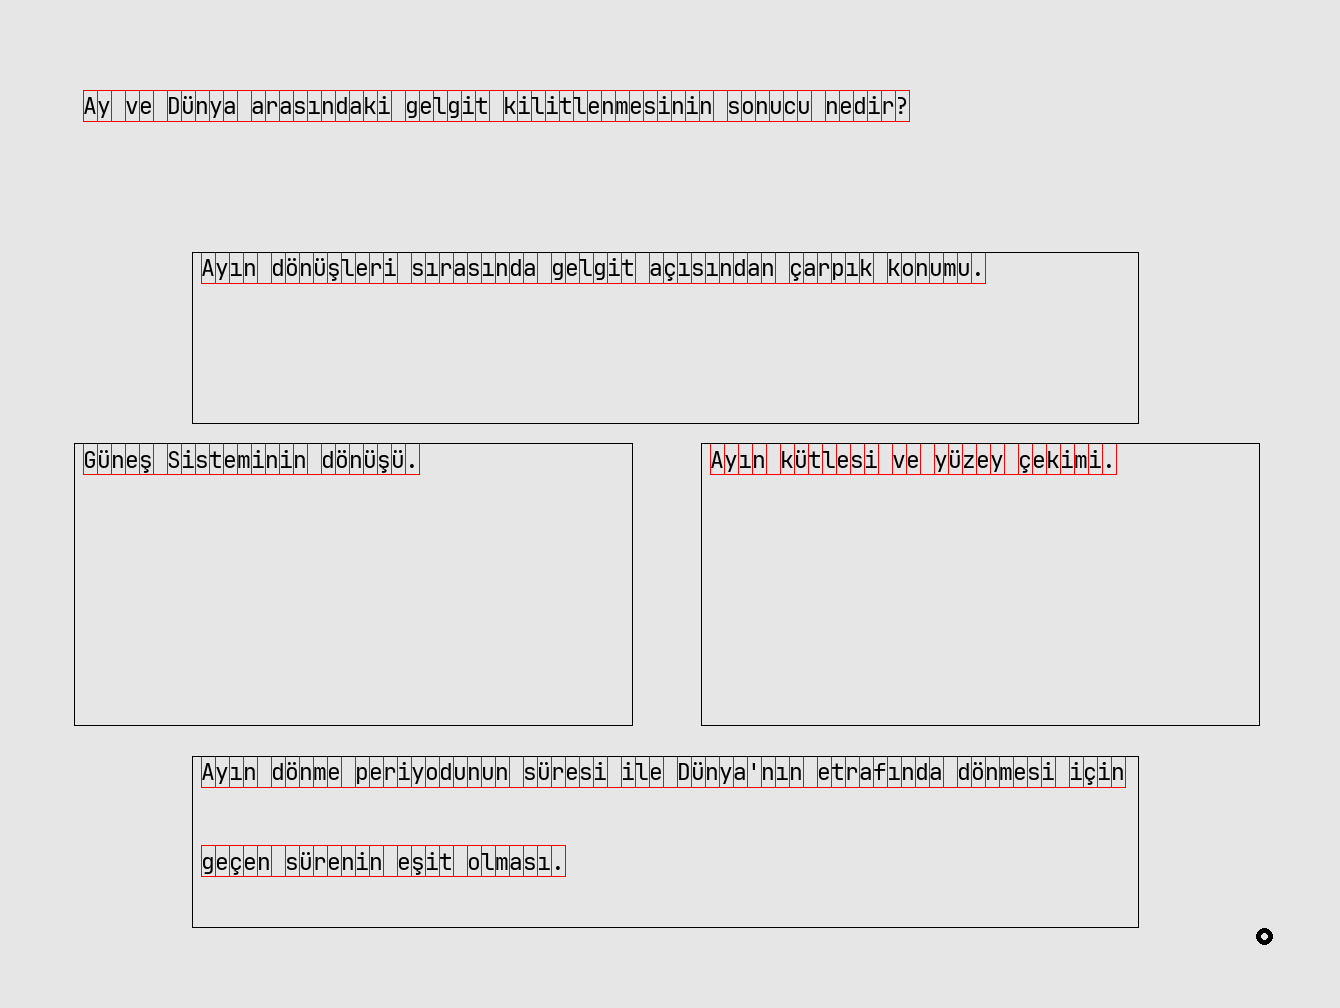 Ay ve Dünya arasındaki gelgit kilitlenmesinin sonucu nedir?
Ayın dönüşleri sırasında gelgit açısından çarpık konumu.
Güneş Sisteminin dönüşü.
Ayın kütlesi ve yüzey çekimi.
Ayın dönme periyodunun süresi ile Dünya'nın etrafında dönmesi için
geçen sürenin eşit olması.